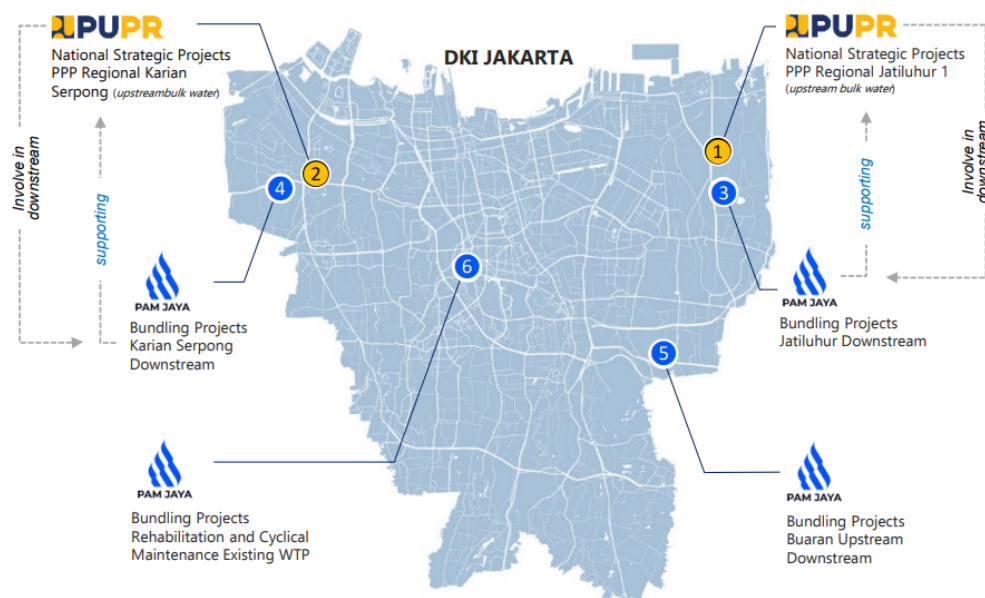 PUPR
National Strategic Projects
PPP Regional Karian
Serpong (upstreambulk water)
DKI JAKARTA
PUPR
National Strategic Projects
PPP Regional Jatiluhur 1
(upstream bulk water)
Involve in
downstream
supporting
1
2
3
4
5
6
supporting
Involve in
downstream
PAM JAYA
Bundling Projects
Karian Serpong
Downstream
PAM JAYA
Bundling Projects
Jatiluhur Downstream
PAM JAYA
Bundling Projects
Rehabilitation and Cyclical
Maintenance Existing WTP
PAM JAYA
Bundling Projects
Buaran Upstream
Downstream